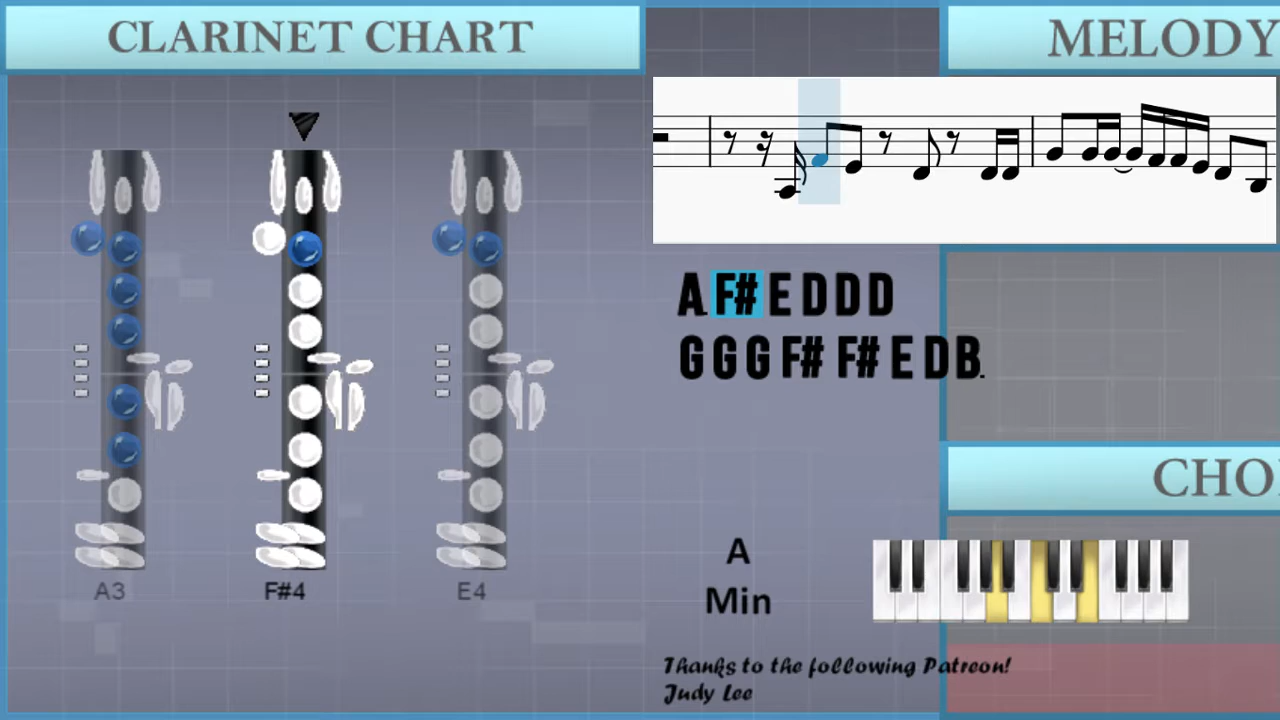 CLARINET CHART
MELODY
A F# E D D D
G G G F# F# E D B.
CHO
A
Min
A3
F#4
E4
Thanks to the following Patreon!
Judy Lee